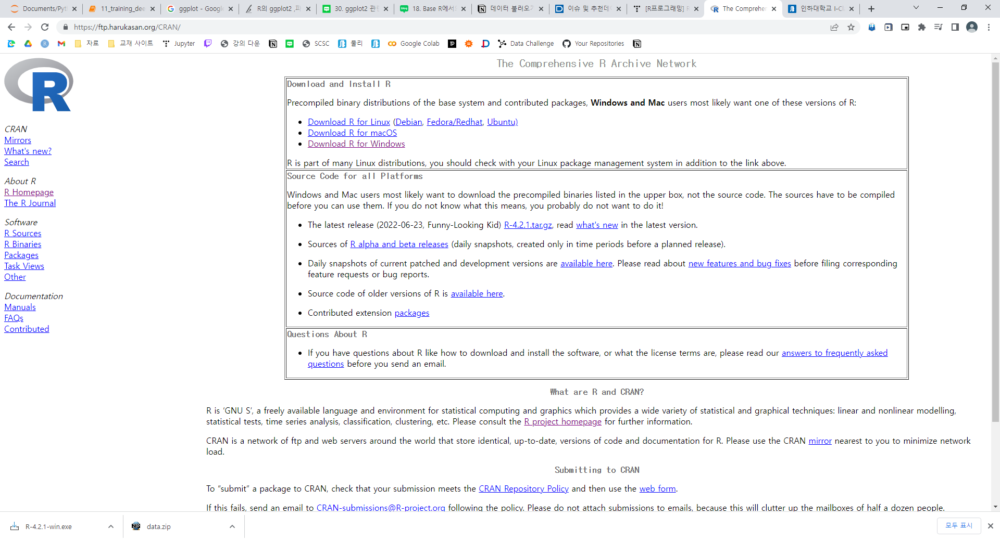 Documents/Pyt
11_training_dee
ggplot - Google
R의 ggplot2 ,파
30. ggplot2 관
18. Base R에서
데이터 불러오기
이슈 및 추천데
[R프로그래밍] R
The Comprehen
인하대학교 I-Cl
https://ftp.harukasan.org/CRAN/
자료
교재 사이트
Jupyter
강의 다운
SCSC
물리
Google Colab
Data Challenge
Your Repositories
The Comprehensive R Archive Network
CRAN
Mirrors
What's new?
Search
About R
R Homepage
The R Journal
Software
R Sources
R Binaries
Packages
Task Views
Other
Documentation
Manuals
FAQs
Contributed
Download and Install R
Precompiled binary distributions of the base system and contributed packages, Windows and Mac users most likely want one of these versions of R:
Download R for Linux (Debian, Fedora/Redhat, Ubuntu)
Download R for macOS
Download R for Windows
R is part of many Linux distributions, you should check with your Linux package management system in addition to the link above.
Source Code for all Platforms
Windows and Mac users most likely want to download the precompiled binaries listed in the upper box, not the source code. The sources have to be compiled
before you can use them. If you do not know what this means, you probably do not want to do it!
The latest release (2022-06-23, Funny-Looking Kid) R-4.2.1.tar.gz, read what's new in the latest version.
Sources of R alpha and beta releases (daily snapshots, created only in time periods before a planned release).
Daily snapshots of current patched and development versions are available here. Please read about new features and bug fixes before filing corresponding
feature requests or bug reports.
Source code of older versions of R is available here.
Contributed extension packages
Questions About R
If you have questions about R like how to download and install the software, or what the license terms are, please read our answers to frequently asked
questions before you send an email.
What are R and CRAN?
R is ‘GNU S’, a freely available language and environment for statistical computing and graphics which provides a wide variety of statistical and graphical techniques: linear and nonlinear modelling,
statistical tests, time series analysis, classification, clustering, etc. Please consult the R project homepage for further information.
CRAN is a network of ftp and web servers around the world that store identical, up-to-date, versions of code and documentation for R. Please use the CRAN mirror nearest to you to minimize network
load.
Submitting to CRAN
To “submit” a package to CRAN, check that your submission meets the CRAN Repository Policy and then use the web form.
If this fails, send an email to CRAN-submissions@R-project.org following the policy. Please do not attach submissions to emails, because this will clutter up the mailboxes of half a dozen people.
R-4.2.1-win.exe
data.zip
모두 표시